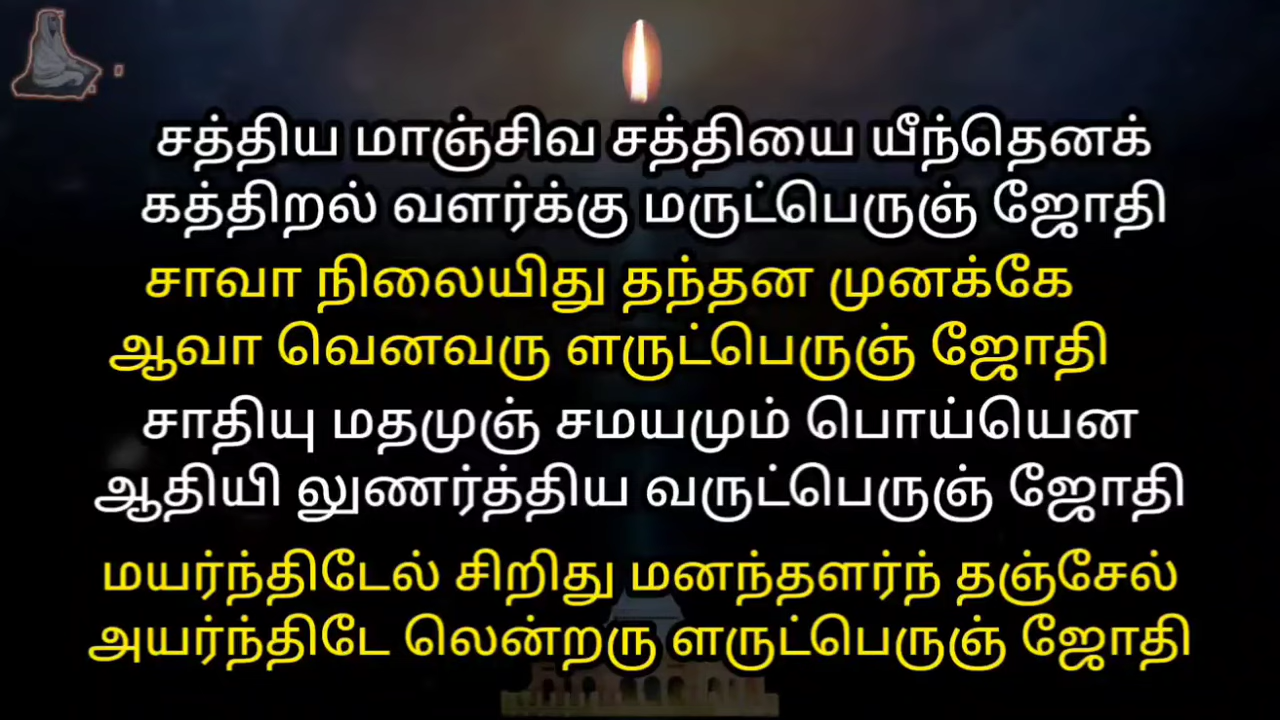 சத்திய மாஞ்சிவ சத்தியை யீந்தெனக்
கத்திறல் வளர்க்கு மருட்பெருஞ் ஜோதி
சாவா நிலையிது தந்தன முனக்கே
ஆவா வெனவரு ளருட்பெருஞ் ஜோதி
சாதியு மதமுஞ் சமயமும் பொய்யென
ஆதியி லுணர்த்திய வருட்பெருஞ் ஜோதி
மயர்ந்திடேல் சிறிது மனந்தளர்ந் தஞ்சேல்
அயர்ந்திடே லென்றரு ளருட்பெருஞ் ஜோதி